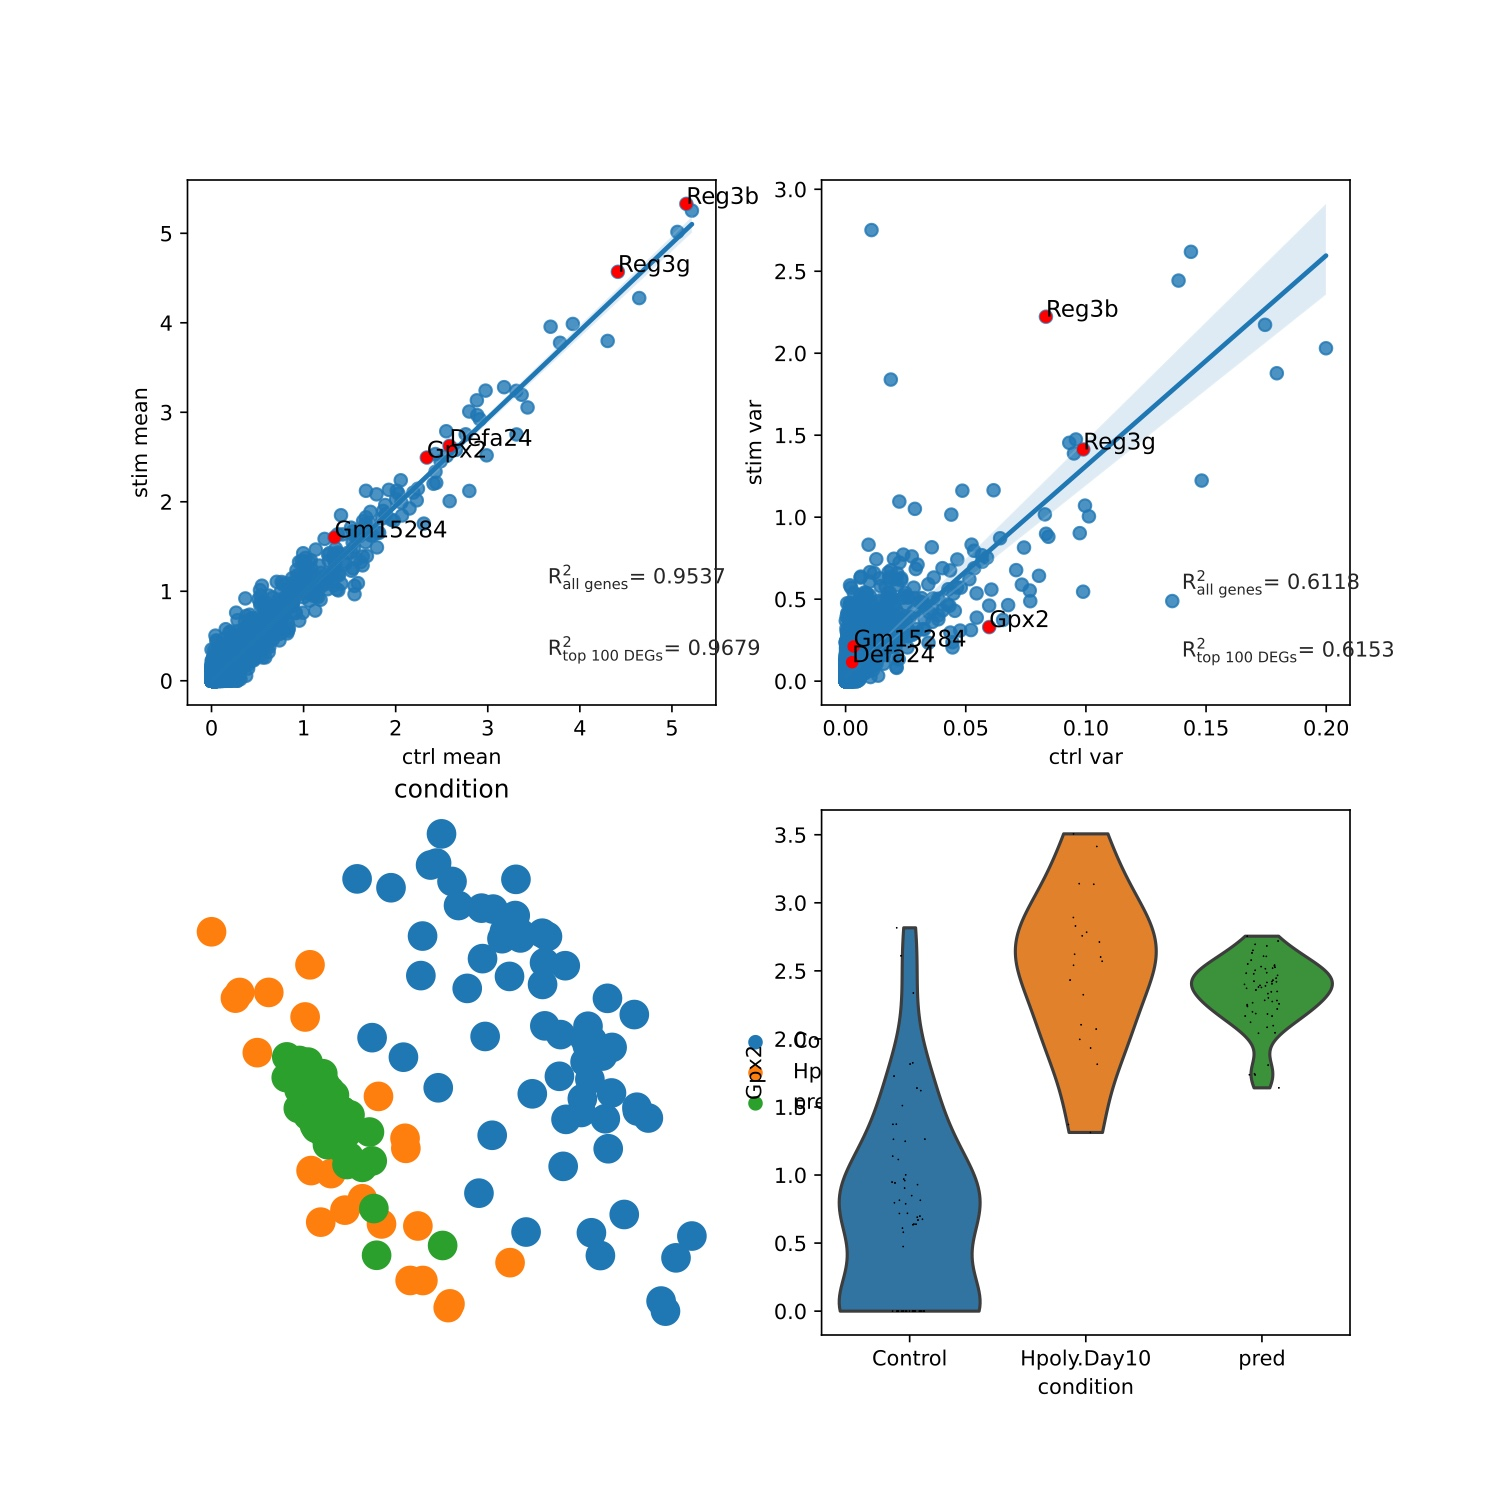 Reg3b
Reg3g
Defa24
Gpx2
Gm15284
R2all genes= 0.9537
R2top 100 DEGs= 0.9679
5
4
3
2
1
0
stim mean
0 1 2 3 4 5
ctrl mean
3.0
2.5
2.0
1.5
1.0
0.5
0.0
stim var
Reg3b
Reg3g
Gpx2
Gm15284
Defa24
R2all genes= 0.6118
R2top 100 DEGs= 0.6153
0.00 0.05 0.10 0.15 0.20
ctrl var
condition
3.5
3.0
2.5
2.0
1.5
1.0
0.5
0.0
Gpx2
Control Hpoly.Day10 pred
condition